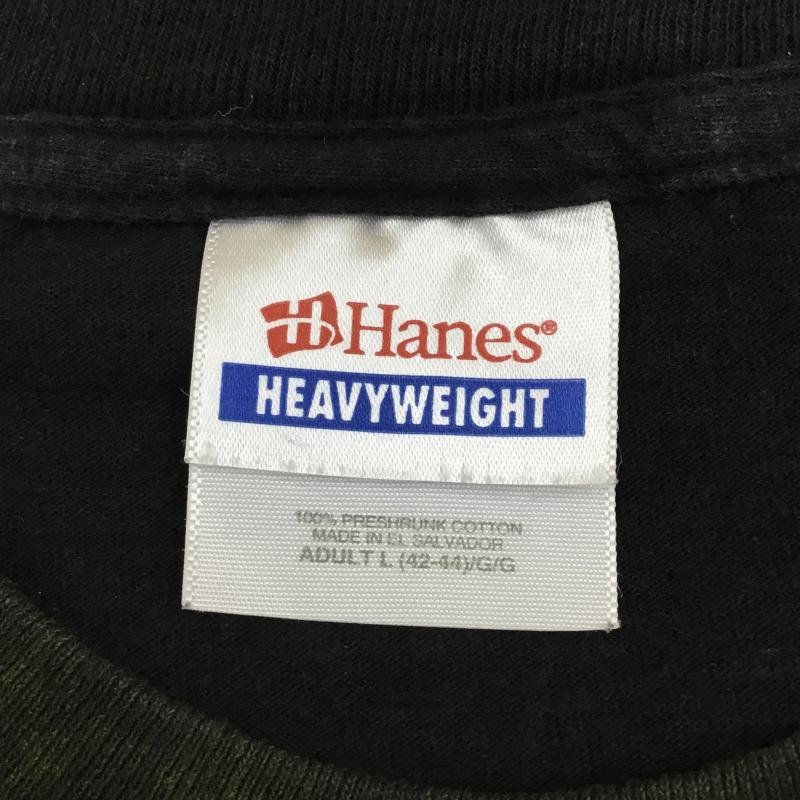 Hanes®
HEAVYWEIGHT
100% PRESHRUNK COTTON
MADE IN EL SALVADOR
ADULT L (42-44)/G/G